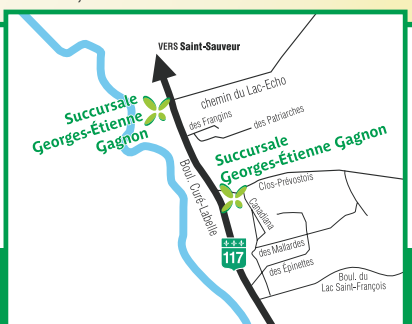 VERS Saint-Sauveur
chemin du Lac-Echo
Succursale
Georges-Étienne
Gagnon
des Frangins
des Patriarches
Succursale
Georges-Étienne Gagnon
Boul. Curé-Labelle
Clos-Prévostois
Canadiana
117
des Mallardes
des Épinettes
Boul. du
Lac Saint-François